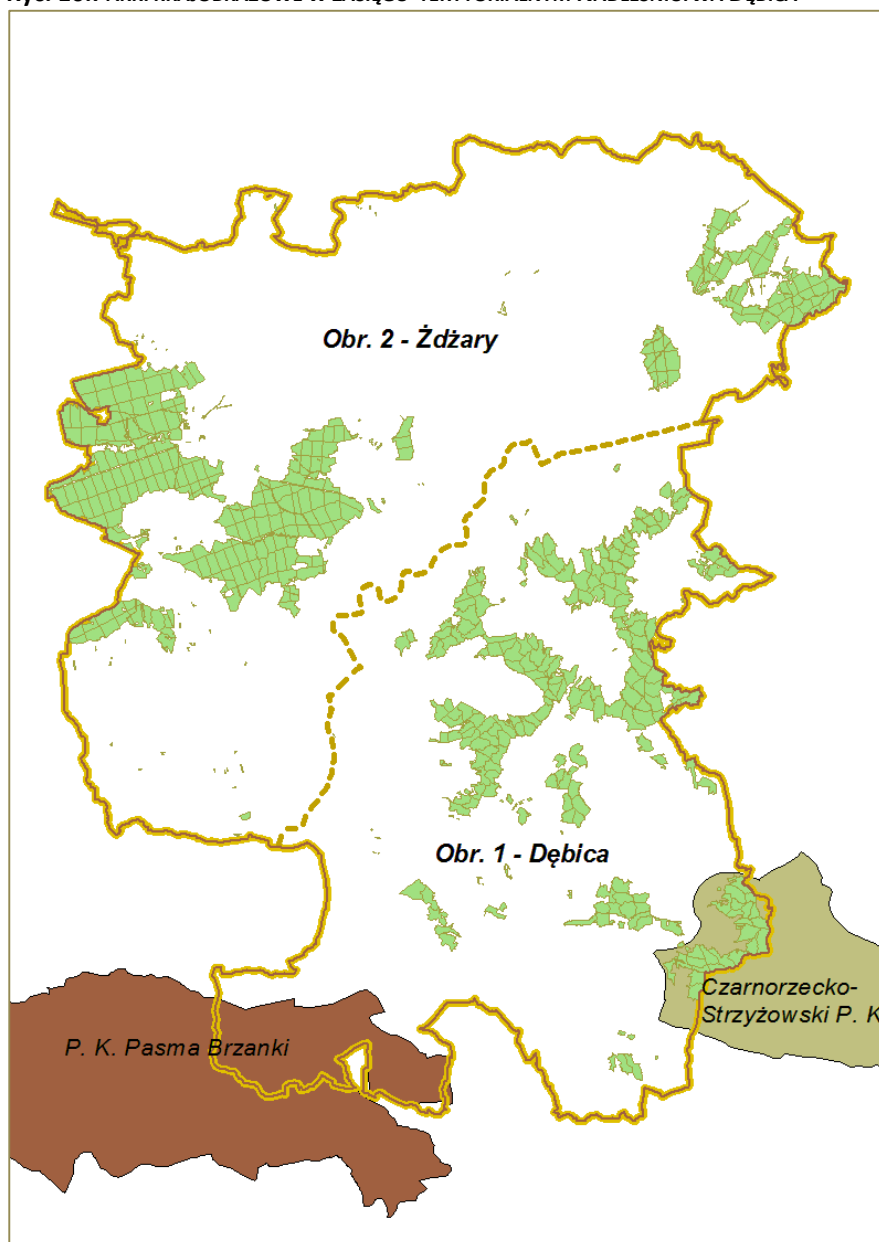 Obr. 2 - Żdżary
Obr. 1 - Dębica
Czarnorzecko-
Strzyżowski P. K
P. K. Pasma Brzanki